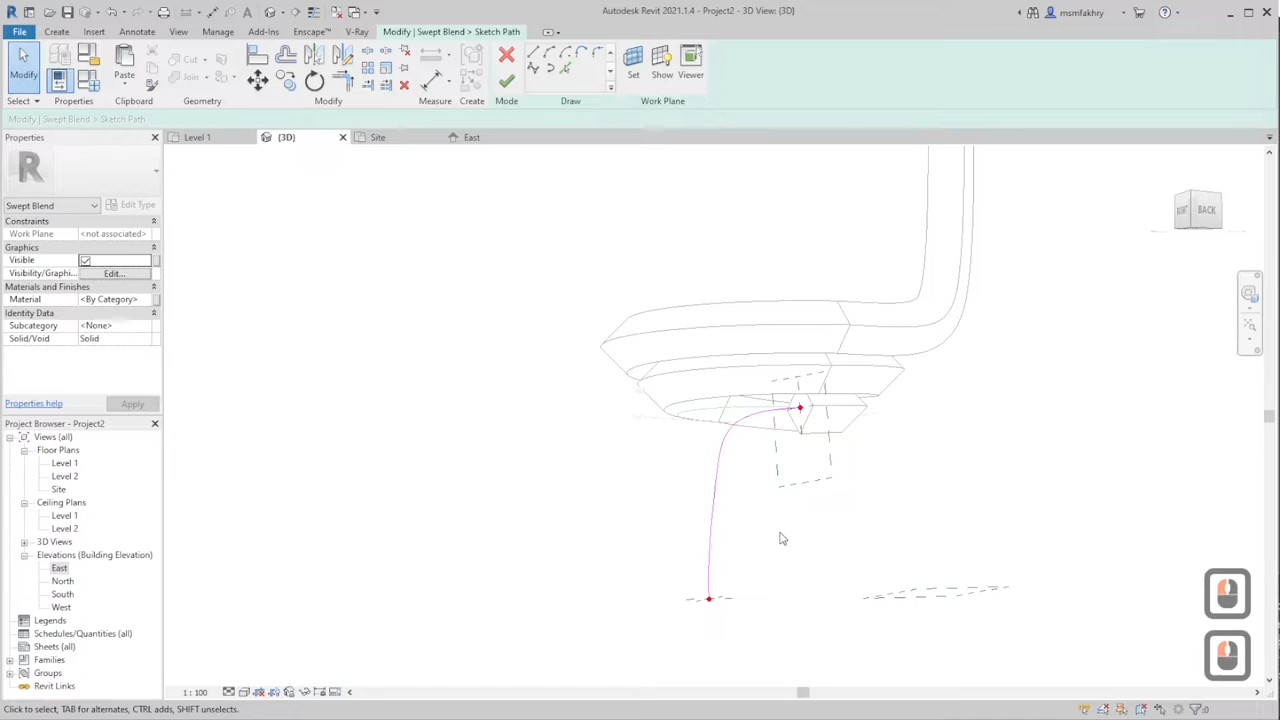 Autodesk Revit 2021.1.4 - Project2 - 3D View: {3D}
msmfakhry
File Create Insert Annotate View Manage Add-Ins Enscape™ V-Ray Modify | Swept Blend > Sketch Path
Modify
Paste
Cut
Join
Set Show Viewer
Select Properties Clipboard Geometry Modify Measure Create Mode Draw Work Plane
Modify | Swept Blend > Sketch Path
Properties
Level 1 {3D} Site East
R
Swept Blend Edit Type
Constraints
Work Plane <not associated>
Graphics
Visible
Visibility/Graphi... Edit...
Materials and Finishes
Material <By Category>
Identity Data
Subcategory <None>
Solid/Void Solid
Properties help Apply
Project Browser - Project2
Views (all)
Floor Plans
Level 1
Level 2
Site
Ceiling Plans
Level 1
Level 2
3D Views
Elevations (Building Elevation)
East
North
South
West
Legends
Schedules/Quantities (all)
Sheets (all)
Families
Groups
Revit Links
BACK
1 : 100
Click to select, TAB for alternates, CTRL adds, SHIFT unselects.
:0